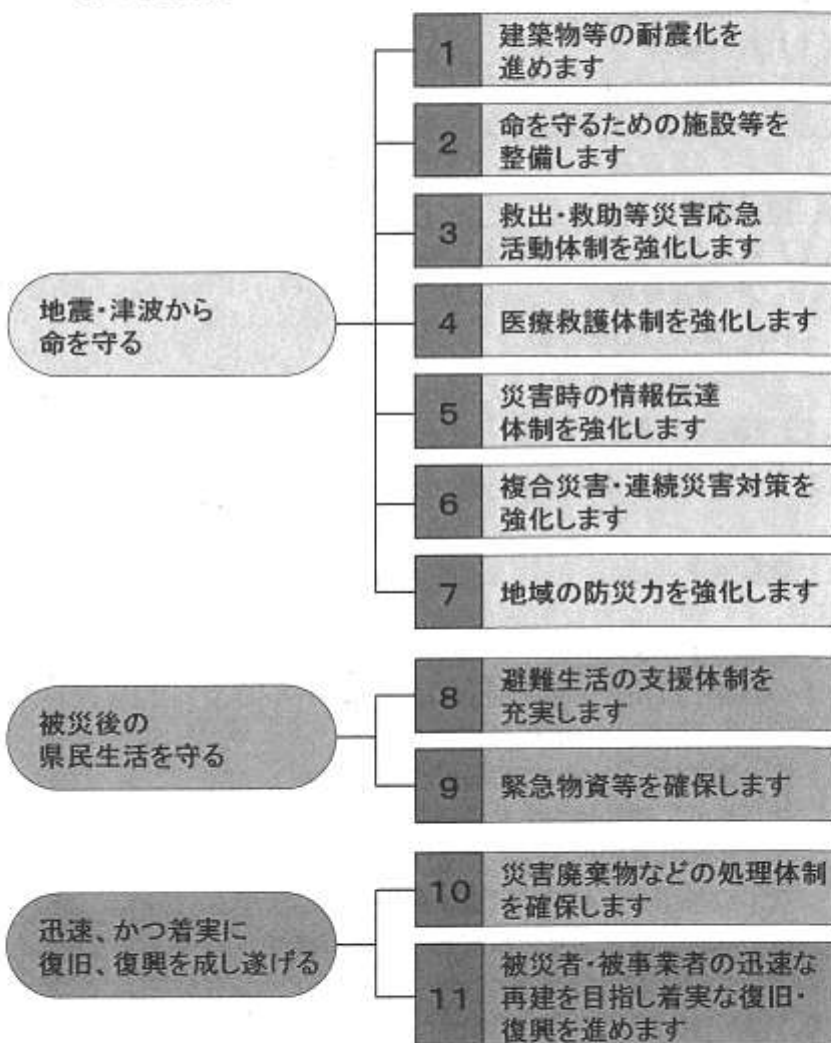 地震・津波から
命を守る
1
建築物等の耐震化を
進めます
2
命を守るための施設等を
整備します
3
救出・救助等災害応急
活動体制を強化します
4
医療救護体制を強化します
5
災害時の情報伝達
体制を強化します
6
複合災害・連続災害対策を
強化します
7
地域の防災力を強化します
被災後の
県民生活を守る
8
避難生活の支援体制を
充実します
9
緊急物資等を確保します
迅速、かつ着実に
復旧、復興を成し遂げる
10
災害廃棄物などの処理体制
を確保します
11
被災者・被事業者の迅速な
再建を目指し着実な復旧・
復興を進めます